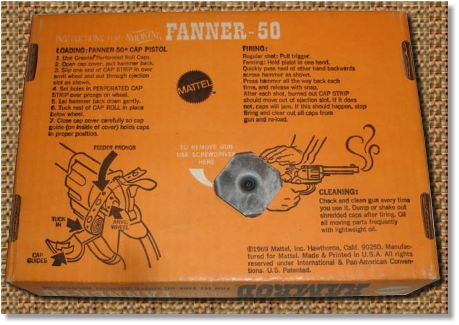 INSTRUCTIONS FOR SMOKING FANNER-50
LOADING: FANNER-50® CAP PISTOL
1. Use Greenie Perforated Roll Caps.
2. Open cap cover; pull hammer back.
3. Slip one end of CAP STRIP in over
anvil wheel and out through ejection
slot as shown.
4. Set holes in PERFORATED CAP
STRIP over prongs on wheel.
5. Let hammer back down gently.
6. Tuck rest of CAP ROLL in place
below wheel.
7. Close cap cover carefully so cap
guide (on inside of cover) holds caps
in proper position.
FIRING:
Regular shot: Pull trigger.
Fanning: Hold pistol in one hand.
Quickly pass heel of other hand backwards
across hammer as shown.
Press hammer all the way back each
time, and release with snap.
After each shot, burned out CAP STRIP
should move out of ejection slot. If it does
not, caps will jam. If this should happen, stop
firing and clear out all caps from
gun and re-load.
MATTEL
FEEDER PRONGS
TUCK
IN
ANVIL
WHEEL
CAP
GUIDES
TO REMOVE GUN
USE SCREWDRIVER
HERE
CLEANING:
Check and clean gun every time
you use it. Dump or shake out
shredded caps after firing. Oil
all moving parts frequently
with lightweight oil.
©1969 Mattel, Inc. Hawthorne, Calif. 90250. Manufac-
tured for Mattel. Made & Printed in U.S.A. All rights
reserved under International & Pan-American Conven-
tions. U.S. Patented.